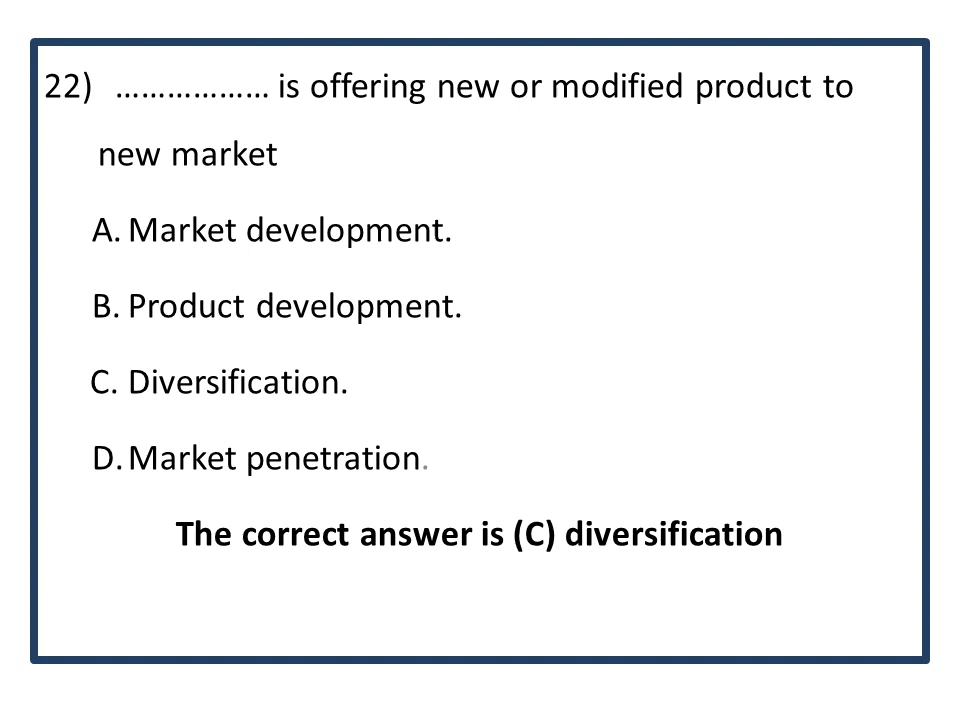 22) ……………… is offering new or modified product to
new market
A. Market development.
B. Product development.
C. Diversification.
D. Market penetration.
The correct answer is (C) diversification